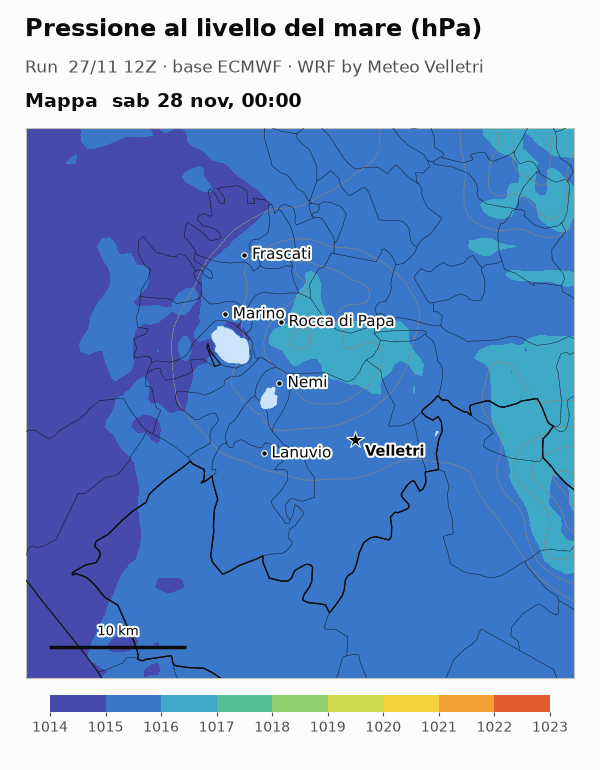 Pressione al livello del mare (hPa)
Run  27/11 12Z · base ECMWF · WRF by Meteo Velletri
Mappa  sab 28 nov, 00:00
Frascati
Marino
Rocca di Papa
Nemi
Velletri
Lanuvio
10 km
1014 1015 1016 1017 1018 1019 1020 1021 1022 1023